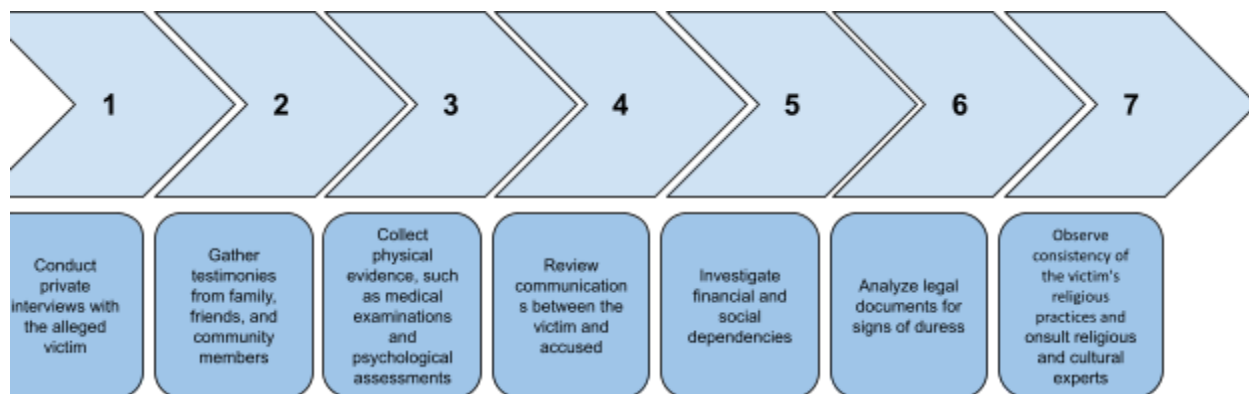 1
2
3
4
5
6
7
Conduct
private
interviews with
the alleged
victim
Gather
testimonies
from family,
friends, and
community
members
Collect
physical
evidence, such
as medical
examinations
and
psychological
assessments
Review
communication
s between the
victim and
accused
Investigate
financial and
social
dependencies
Analyze legal
documents for
signs of duress
Observe
consistency of
the victim's
religious
practices and
onsult religious
and cultural
experts